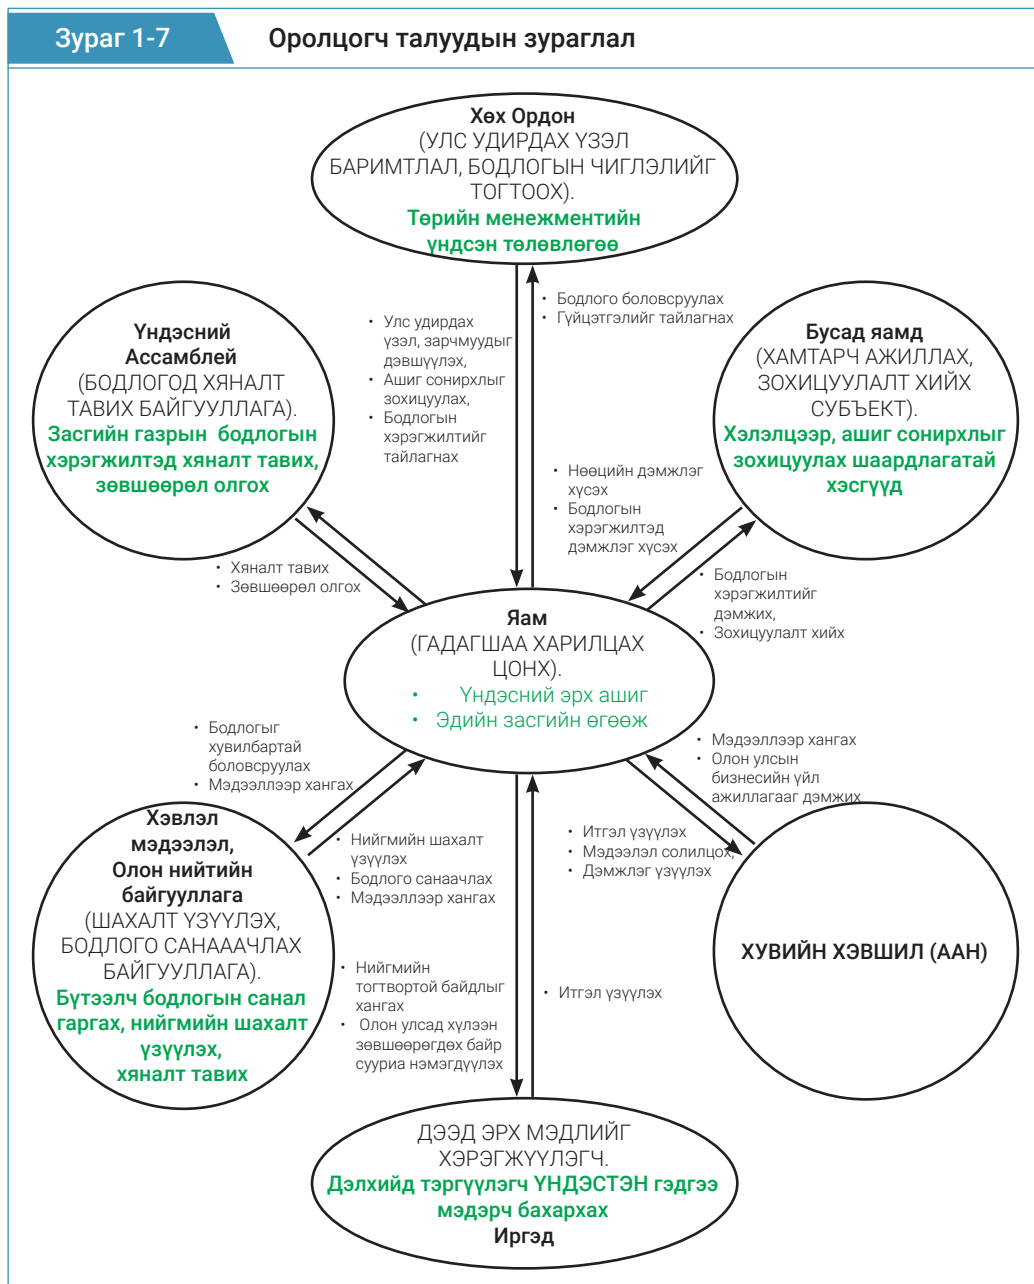 Зураг 1-7
Оролцогч талуудын зураглал
Хөх Ордон
(УЛС УДИРДАХ ҮЗЭЛ
БАРИМТЛАЛ, БОДЛОГЫН ЧИГЛЭЛИЙГ
ТОГТООХ).
Төрийн менежментийн
үндсэн төлөвлөгөө
• Улс удирдах
үзэл, зарчмуудыг
дэвшүүлэх,
• Ашиг сонирхлыг
зохицуулах,
• Бодлогын
хэрэгжилтийг
тайлагнах
• Бодлого боловсруулах
• Гүйцэтгэлийг тайлагнах
Үндэсний
Ассамблей
(БОДЛОГОД ХЯНАЛТ
ТАВИХ БАЙГУУЛЛАГА).
Засгийн газрын бодлогын
хэрэгжилтэд хяналт тавих,
зөвшөөрөл олгох
Бусад яамд
(ХАМТАРЧ АЖИЛЛАХ,
ЗОХИЦУУЛАЛТ ХИЙХ
СУБЪЕКТ).
Хэлэлцээр, ашиг сонирхлыг
зохицуулах шаардлагатай
хэсгүүд
• Нөөцийн дэмжлэг
хүсэх
• Бодлогын
хэрэгжилтэд
дэмжлэг хүсэх
• Хяналт тавих
• Зөвшөөрөл олгох
• Бодлогын
хэрэгжилтийг
дэмжих,
• Зохицуулалт хийх
Яам
(ГАДАГШАА ХАРИЛЦАХ
ЦОНХ).
• Үндэсний эрх ашиг
• Эдийн засгийн өгөөж
• Бодлогыг
хувилбартай
боловсруулах
• Мэдээллээр хангах
• Мэдээллээр хангах
• Олон улсын
бизнесийн үйл
ажиллагааг дэмжих
Хэвлэл
мэдээлэл,
Олон нийтийн
байгууллага
(ШАХАЛТ ҮЗҮҮЛЭХ,
БОДЛОГО САНАААЧЛАХ
БАЙГУУЛЛАГА).
Бүтээлч бодлогын санал
гаргах, нийгмийн шахалт
үзүүлэх,
хяналт тавих
• Нийгмийн шахалт
үзүүлэх
• Бодлого санаачлах
• Мэдээллээр хангах
• Итгэл үзүүлэх
• Мэдээлэл солилцох,
• Дэмжлэг үзүүлэх
ХУВИЙН ХЭВШИЛ (ААН)
• Нийгмийн
тогтвортой байдлыг
хангах
• Олон улсад хүлээн
зөвшөөрөгдөх байр
сууриа нэмэгдүүлэх
• Итгэл үзүүлэх
ДЭЭД ЭРХ МЭДЛИЙГ
ХЭРЭГЖҮҮЛЭГЧ.
Дэлхийд тэргүүлэгч ҮНДЭСТЭН гэдгээ
мэдэрч бахархах
Иргэд